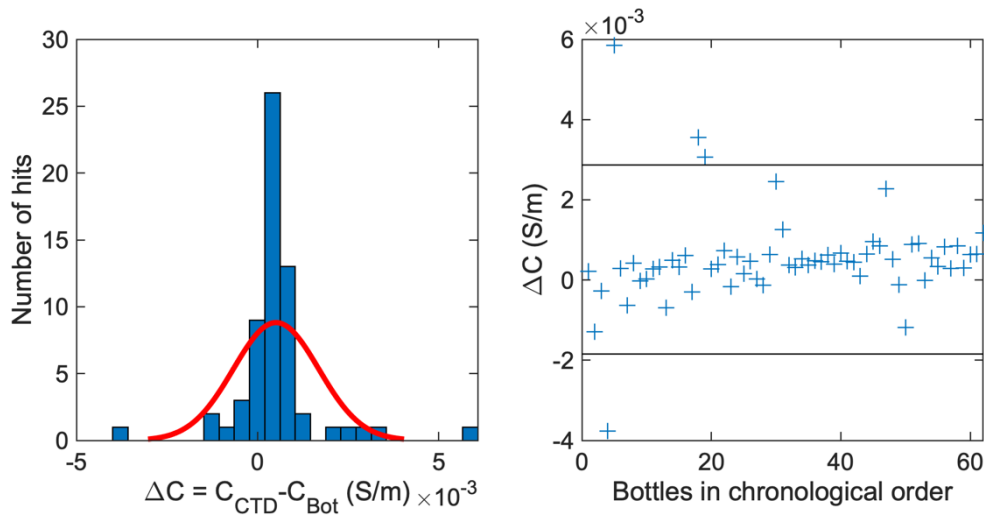 30
25
20
15
10
5
0
Number of hits
-5 0 5
ΔC = C_CTD-C_Bot (S/m) ×10^-3
6 ×10^-3
4
2
0
-2
-4
ΔC (S/m)
0 20 40 60
Bottles in chronological order